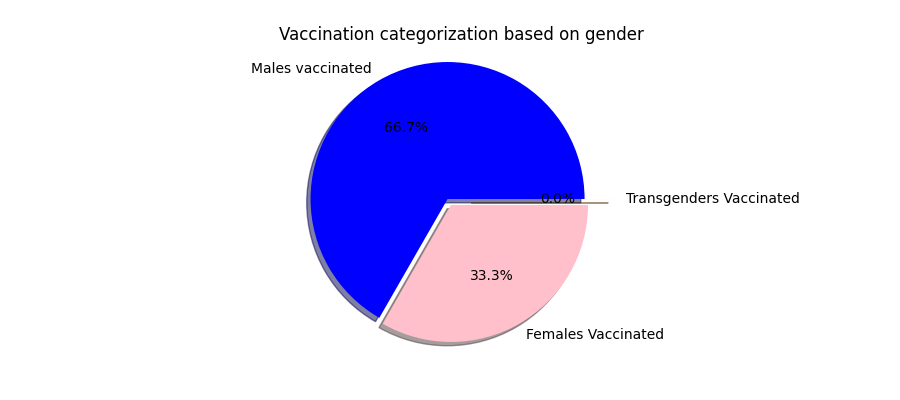 Vaccination categorization based on gender
Males vaccinated
66.7%
0.0%
Transgenders Vaccinated
33.3%
Females Vaccinated